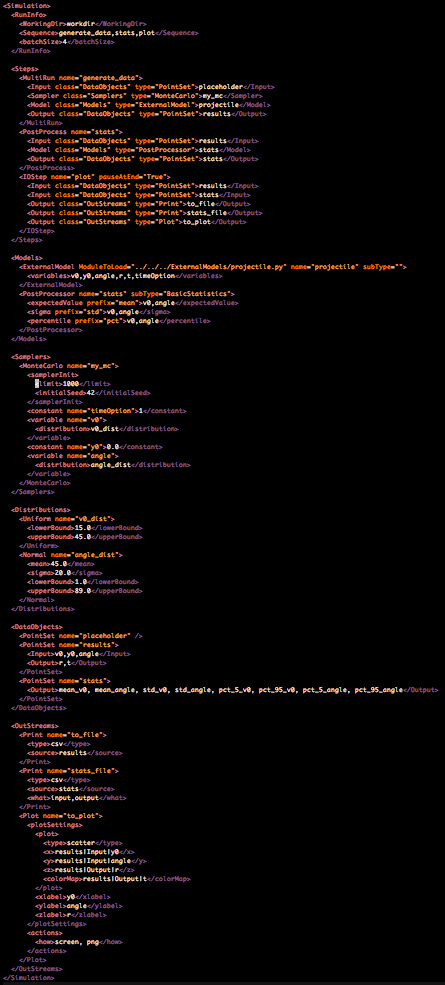 <Simulation>
  <RunInfo>
    <WorkingDir>workdir</WorkingDir>
    <Sequence>generate_data,stats,plot</Sequence>
    <batchSize>4</batchSize>
  </RunInfo>

  <Steps>
    <MultiRun name="generate_data">
      <Input class="DataObjects" type="PointSet">placeholder</Input>
      <Sampler class="Samplers" type="MonteCarlo">my_mc</Sampler>
      <Model class="Models" type="ExternalModel">projectile</Model>
      <Output class="DataObjects" type="PointSet">results</Output>
    </MultiRun>
    <PostProcess name="stats">
      <Input class="DataObjects" type="PointSet">results</Input>
      <Model class="Models" type="PostProcessor">stats</Model>
      <Output class="DataObjects" type="PointSet">stats</Output>
    </PostProcess>
    <IOStep name="plot" pauseAtEnd="True">
      <Input class="DataObjects" type="PointSet">results</Input>
      <Input class="DataObjects" type="PointSet">stats</Input>
      <Output class="OutStreams" type="Print">to_file</Output>
      <Output class="OutStreams" type="Print">stats_file</Output>
      <Output class="OutStreams" type="Plot">to_plot</Output>
    </IOStep>
  </Steps>

  <Models>
    <ExternalModel ModuleToLoad="../../../ExternalModels/projectile.py" name="projectile" subType="">
      <variables>v0,y0,angle,r,t,timeOption</variables>
    </ExternalModel>
    <PostProcessor name="stats" subType="BasicStatistics">
      <expectedValue prefix="mean">v0,angle</expectedValue>
      <sigma prefix="std">v0,angle</sigma>
      <percentile prefix="pct">v0,angle</percentile>
    </PostProcessor>
  </Models>

  <Samplers>
    <MonteCarlo name="my_mc">
      <samplerInit>
        <limit>1000</limit>
        <initialSeed>42</initialSeed>
      </samplerInit>
      <constant name="timeOption">1</constant>
      <variable name="v0">
        <distribution>v0_dist</distribution>
      </variable>
      <constant name="y0">0.0</constant>
      <variable name="angle">
        <distribution>angle_dist</distribution>
      </variable>
    </MonteCarlo>
  </Samplers>

  <Distributions>
    <Uniform name="v0_dist">
      <lowerBound>15.0</lowerBound>
      <upperBound>45.0</upperBound>
    </Uniform>
    <Normal name="angle_dist">
      <mean>45.0</mean>
      <sigma>20.0</sigma>
      <lowerBound>1.0</lowerBound>
      <upperBound>89.0</upperBound>
    </Normal>
  </Distributions>

  <DataObjects>
    <PointSet name="placeholder" />
    <PointSet name="results">
      <Input>v0,y0,angle</Input>
      <Output>r,t</Output>
    </PointSet>
    <PointSet name="stats">
      <Output>mean_v0, mean_angle, std_v0, std_angle, pct_5_v0, pct_95_v0, pct_5_angle, pct_95_angle</Output>
    </PointSet>
  </DataObjects>

  <OutStreams>
    <Print name="to_file">
      <type>csv</type>
      <source>results</source>
    </Print>
    <Print name="stats_file">
      <type>csv</type>
      <source>stats</source>
      <what>input,output</what>
    </Print>
    <Plot name="to_plot">
      <plotSettings>
        <plot>
          <type>scatter</type>
          <x>results|Input|y0</x>
          <y>results|Input|angle</y>
          <z>results|Output|r</z>
          <colorMap>results|Output|t</colorMap>
        </plot>
        <xlabel>y0</xlabel>
        <ylabel>angle</ylabel>
        <zlabel>r</zlabel>
      </plotSettings>
      <actions>
        <how>screen, png</how>
      </actions>
    </Plot>
  </OutStreams>
</Simulation>